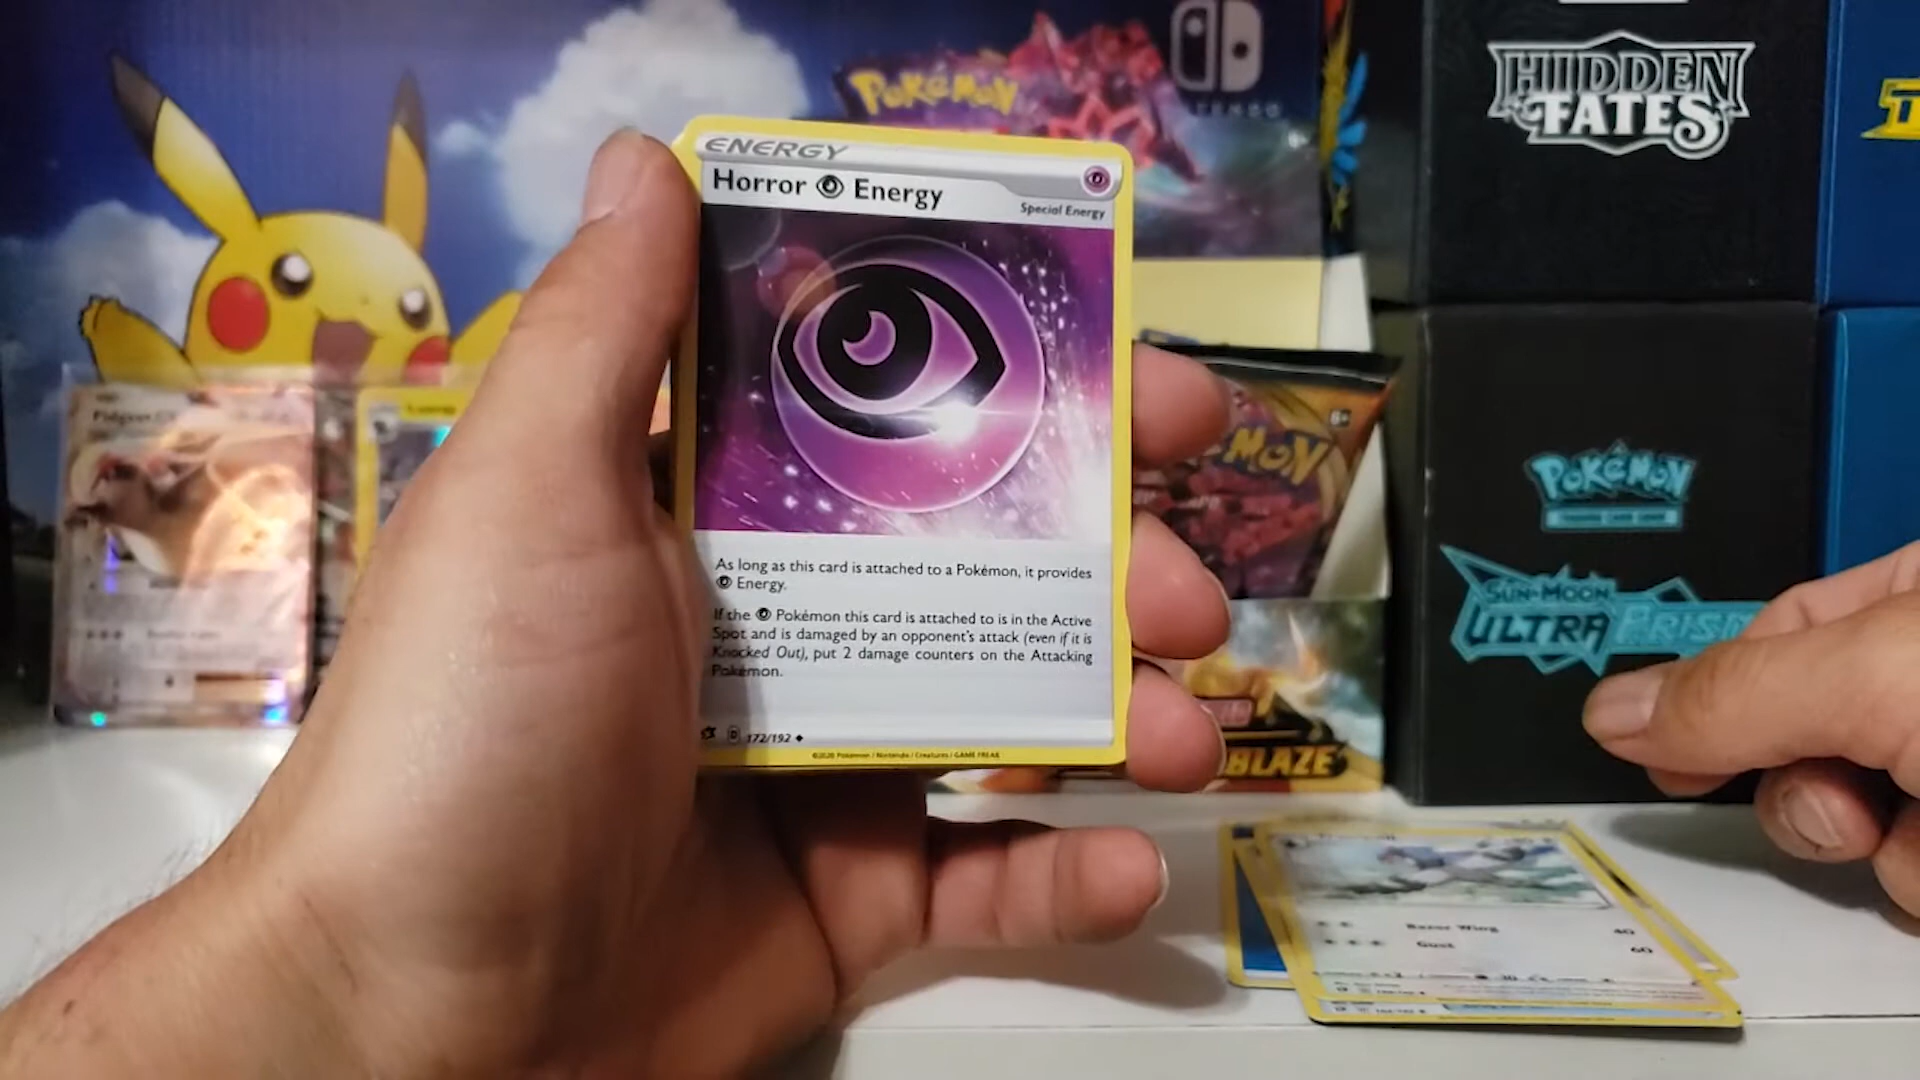 POKéMON
HIDDEN
FATES
ENERGY
Horror Energy
Special Energy
As long as this card is attached to a Pokémon, it provides
Energy.
If the Pokémon this card is attached to is in the Active
Spot and is damaged by an opponent's attack (even if it is
Knocked Out), put 2 damage counters on the Attacking
Pokémon.
D 172/192
©2020 Pokémon / Nintendo / Creatures / GAME FREAK
MON
POKéMON
SUN & MOON
ULTRA PRISM
BLAZE
Razor Wing 40
Gust 60